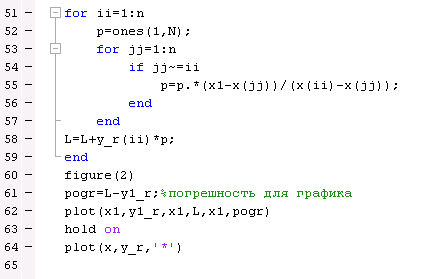 51 - for ii=1:n
52 - p=ones(1,N);
53 - for jj=1:n
54 - if jj~=ii
55 - p=p.*(x1-x(jj))/(x(ii)-x(jj));
56 - end
57 - end
58 - L=L+y_r(ii)*p;
59 - end
60 - figure(2)
61 - pogr=L-y1_r;%погрешность для графика
62 - plot(x1,y1_r,x1,L,x1,pogr)
63 - hold on
64 - plot(x,y_r,'*')
65